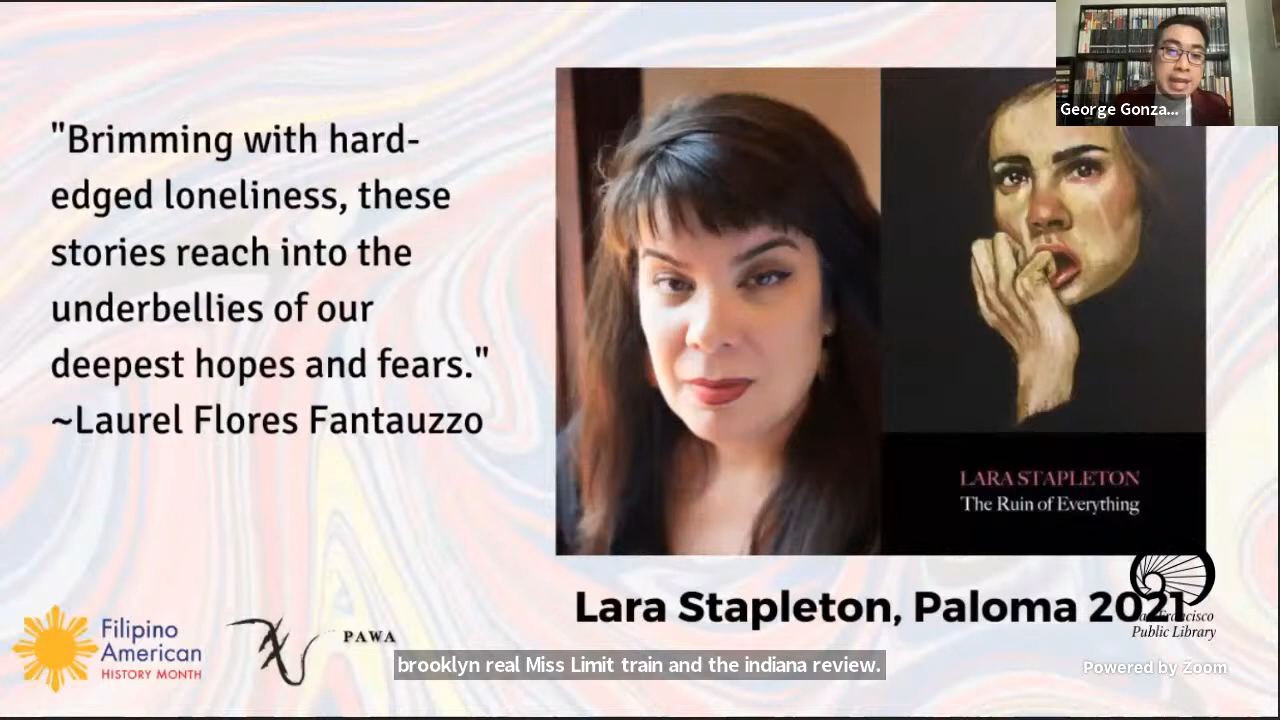 "Brimming with hard-
edged loneliness, these
stories reach into the
underbellies of our
deepest hopes and fears."
~Laurel Flores Fantauzzo
George Gonza...
LARA STAPLETON
The Ruin of Everything
Lara Stapleton, Paloma 2021
San Francisco
Public Library
Filipino
American
HISTORY MONTH
PAWA
brooklyn real Miss Limit train and the indiana review.
Powered by Zoom